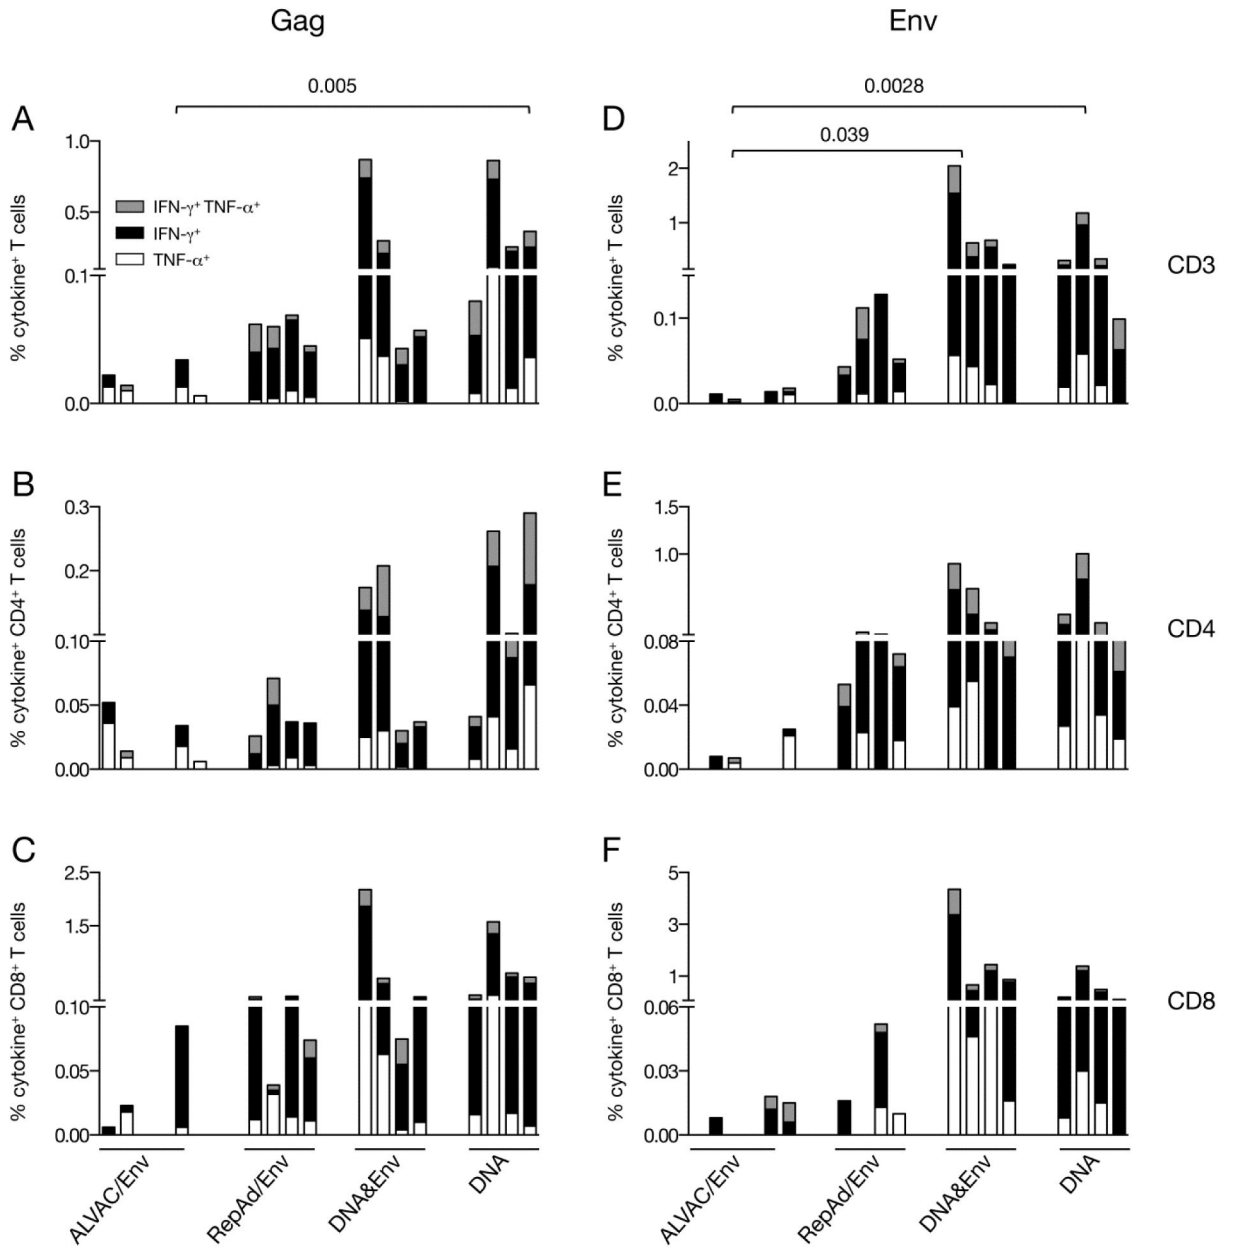 Gag
Env
0.005
0.0028
A
D
0.039
1.0
0.5
0.1
0.0
% cytokine⁺ T cells
IFN-γ⁺ TNF-α⁺
IFN-γ⁺
TNF-α⁺
2
1
0.1
0.0
% cytokine⁺ T cells
CD3
B
E
0.3
0.2
0.10
0.05
0.00
% cytokine⁺ CD4⁺ T cells
1.5
1.0
0.08
0.04
0.00
% cytokine⁺ CD4⁺ T cells
CD4
C
F
2.5
1.5
0.10
0.05
0.00
% cytokine⁺ CD8⁺ T cells
5
3
1
0.06
0.03
0.00
% cytokine⁺ CD8⁺ T cells
CD8
ALVAC/Env
RepAd/Env
DNA&Env
DNA
ALVAC/Env
RepAd/Env
DNA&Env
DNA